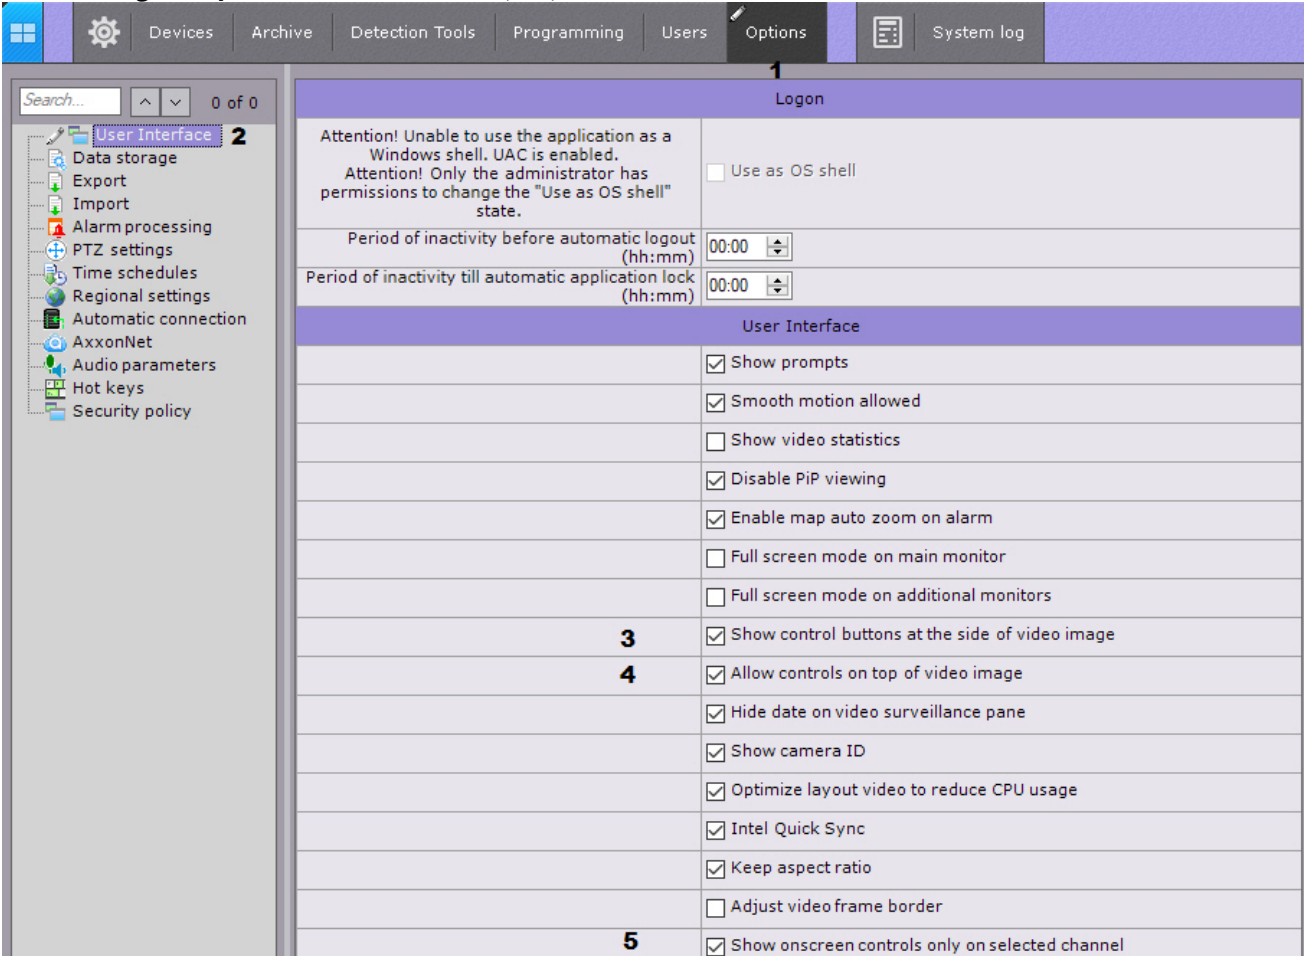 Devices Archive Detection Tools Programming Users Options System log
1
Search... 0 of 0
User Interface 2
Data storage
Export
Import
Alarm processing
PTZ settings
Time schedules
Regional settings
Automatic connection
AxxonNet
Audio parameters
Hot keys
Security policy
Logon
Attention! Unable to use the application as a
Windows shell. UAC is enabled.
Attention! Only the administrator has
permissions to change the "Use as OS shell"
state.
Use as OS shell
Period of inactivity before automatic logout
(hh:mm)
00:00
Period of inactivity till automatic application lock
(hh:mm)
00:00
User Interface
Show prompts
Smooth motion allowed
Show video statistics
Disable PiP viewing
Enable map auto zoom on alarm
Full screen mode on main monitor
Full screen mode on additional monitors
3 Show control buttons at the side of video image
4 Allow controls on top of video image
Hide date on video surveillance pane
Show camera ID
Optimize layout video to reduce CPU usage
Intel Quick Sync
Keep aspect ratio
Adjust video frame border
5 Show onscreen controls only on selected channel